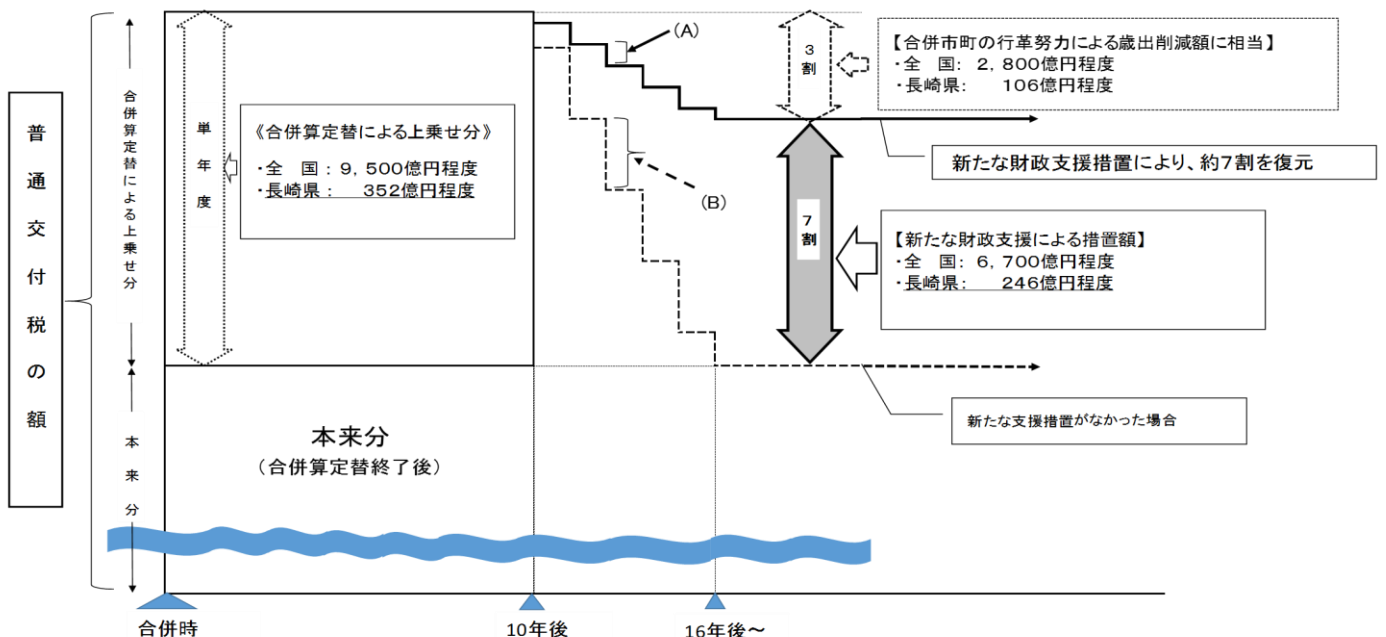 普通交付税の額
合併算定替による上乗せ分
本来分
単年度
《合併算定替による上乗せ分》
・全　国：9，500億円程度
・長崎県：　352億円程度
本来分
（合併算定替終了後）
（A）
（B）
3割
7割
【合併市町の行革努力による歳出削減額に相当】
・全　国：2，800億円程度
・長崎県：　106億円程度
新たな財政支援措置により、約7割を復元
【新たな財政支援による措置額】
・全　国：6，700億円程度
・長崎県：　246億円程度
新たな支援措置がなかった場合
合併時
10年後
16年後～